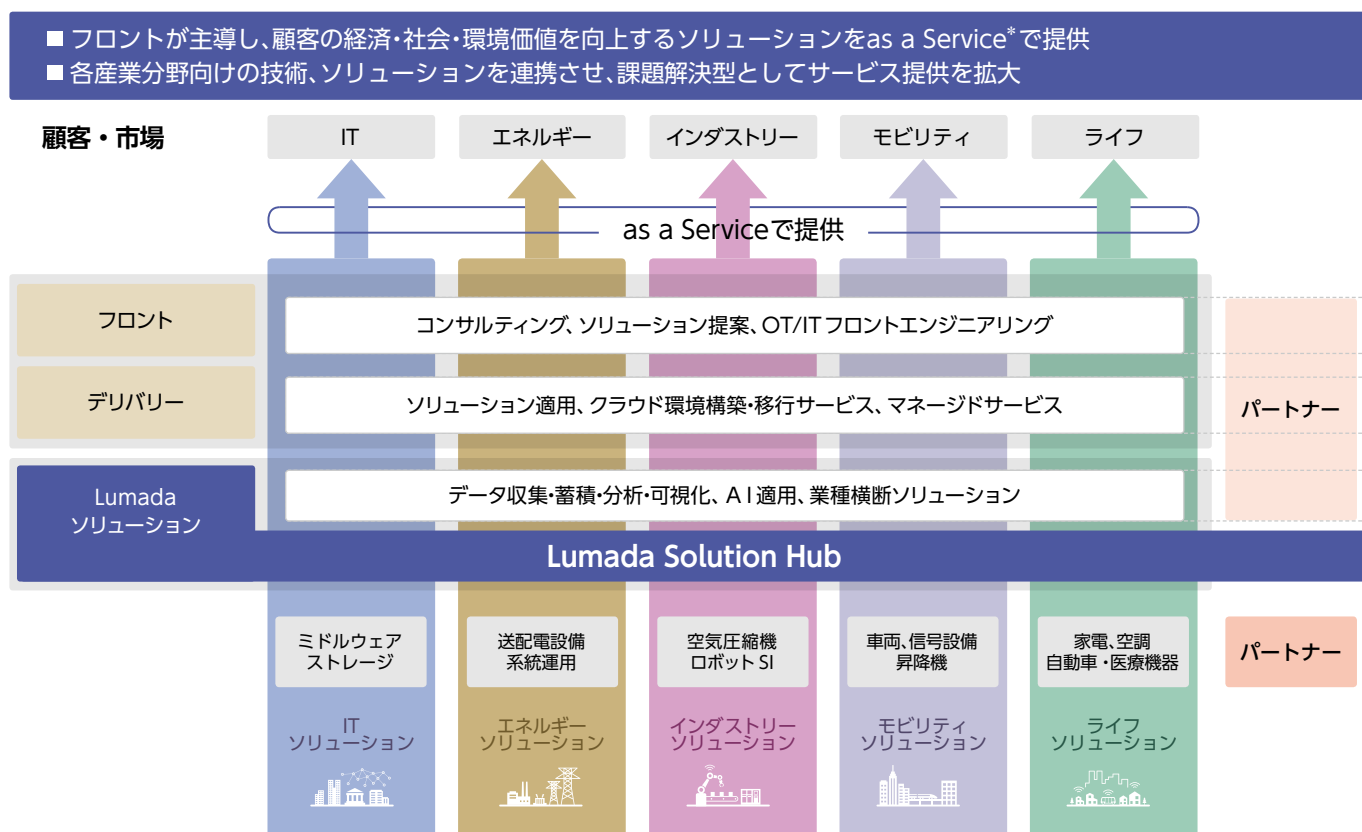 ■ フロントが主導し、顧客の経済・社会・環境価値を向上するソリューションをas a Service*で提供
■ 各産業分野向けの技術、ソリューションを連携させ、課題解決型としてサービス提供を拡大
顧客・市場
IT
エネルギー
インダストリー
モビリティ
ライフ
as a Serviceで提供
フロント
コンサルティング、ソリューション提案、OT/ITフロントエンジニアリング
デリバリー
ソリューション適用、クラウド環境構築・移行サービス、マネージドサービス
パートナー
Lumada
ソリューション
データ収集・蓄積・分析・可視化、AI適用、業種横断ソリューション
Lumada Solution Hub
ミドルウェア
ストレージ
送配電設備
系統運用
空気圧縮機
ロボットSI
車両、信号設備
昇降機
家電、空調
自動車・医療機器
パートナー
IT
ソリューション
エネルギー
ソリューション
インダストリー
ソリューション
モビリティ
ソリューション
ライフ
ソリューション